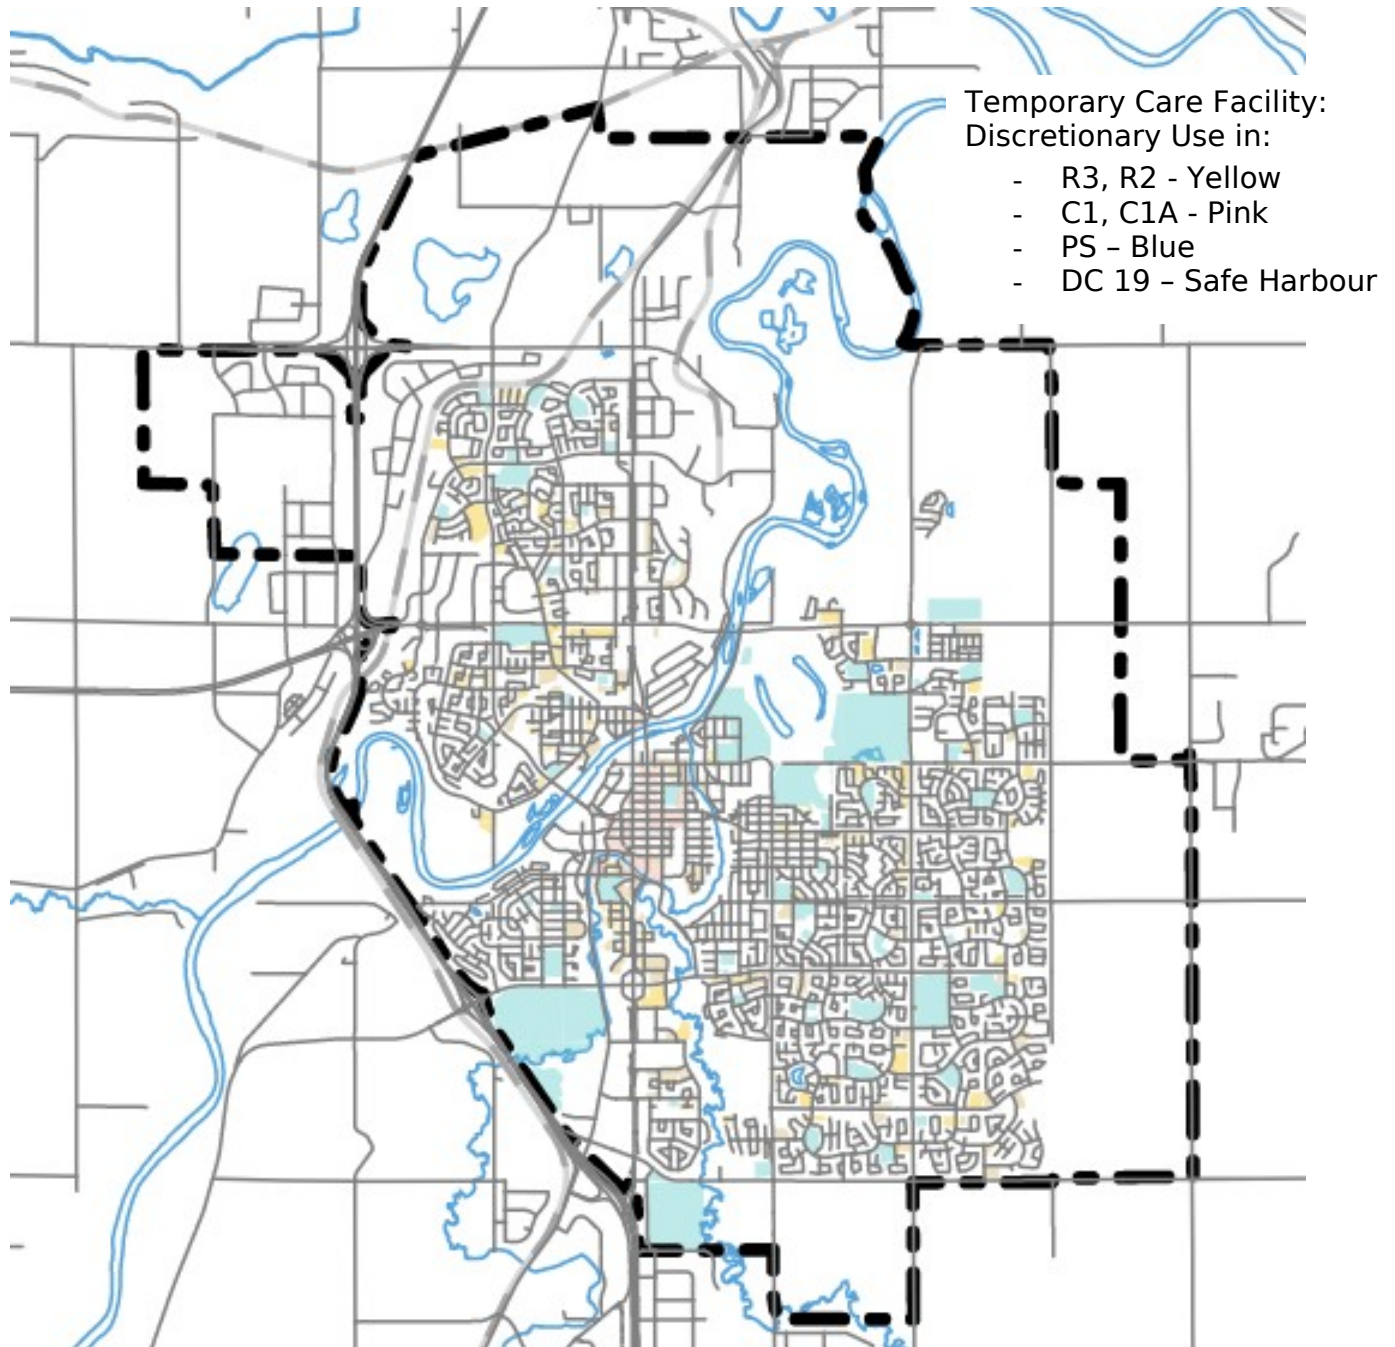 Temporary Care Facility:
Discretionary Use in:
- R3, R2 - Yellow
- C1, C1A - Pink
- PS – Blue
- DC 19 – Safe Harbour